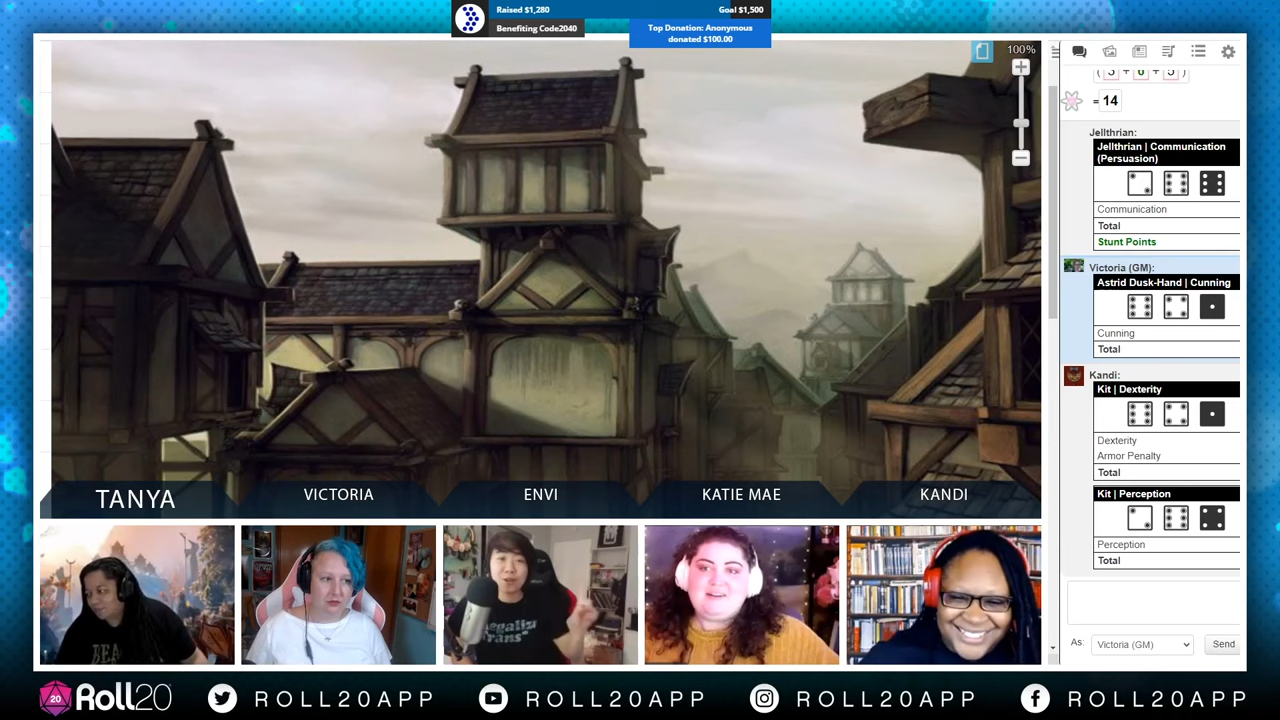 Raised $1,280
Goal $1,500
Benefiting Code2040
Top Donation: Anonymous
donated $100.00
100%
= 14
Jellthrian:
Jellthrian | Communication
(Persuasion)
Communication
Total
Stunt Points
Victoria (GM):
Astrid Dusk-Hand | Cunning
Cunning
Total
Kandi:
Kit | Dexterity
Dexterity
Armor Penalty
Total
Kit | Perception
Perception
Total
As:
Victoria (GM)
Send
TANYA
VICTORIA
ENVI
KATIE MAE
KANDI
20
Roll20
ROLL20APP
ROLL20APP
ROLL20APP
ROLL20APP